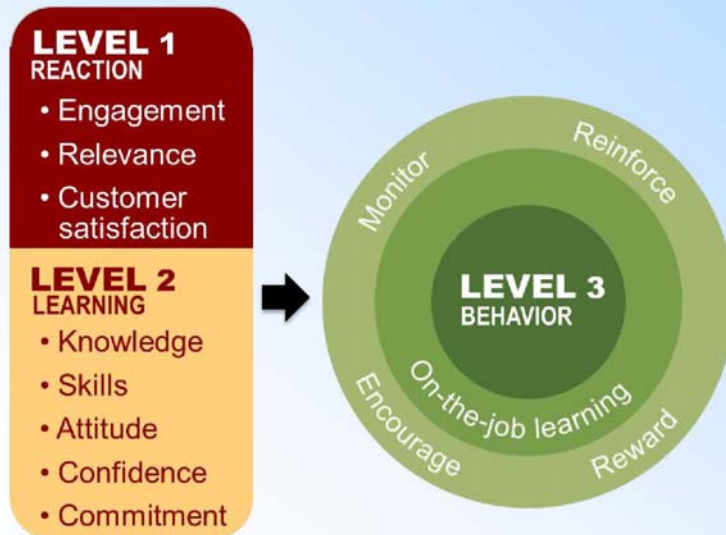 LEVEL 1
REACTION
• Engagement
• Relevance
• Customer
satisfaction
LEVEL 2
LEARNING
• Knowledge
• Skills
• Attitude
• Confidence
• Commitment
Monitor
Reinforce
LEVEL 3
BEHAVIOR
On-the-job learning
Encourage
Reward